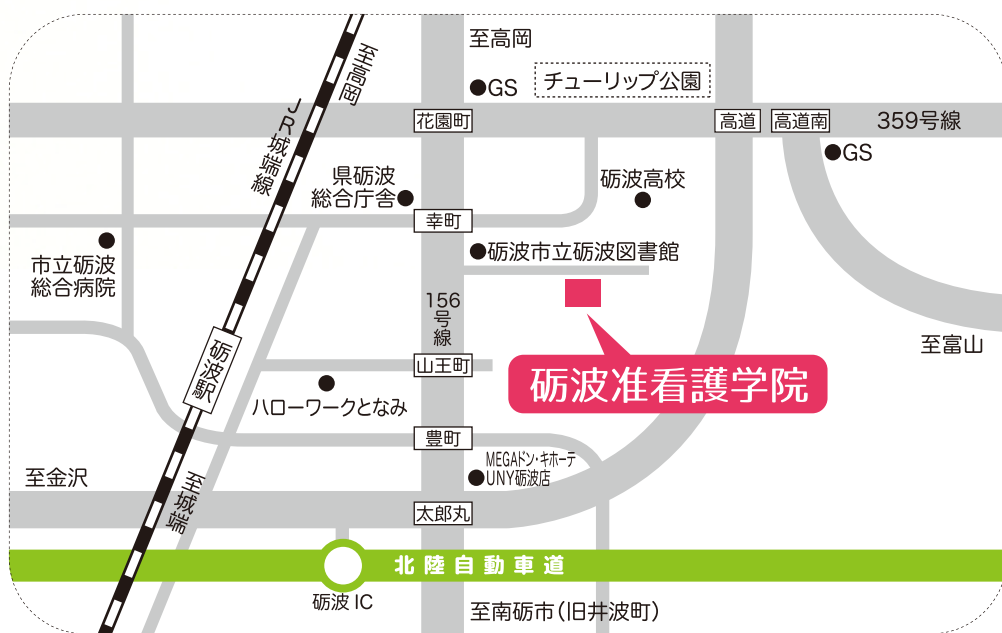 至高岡
至高岡
GS
チューリップ公園
JR城端線
花園町
高道
高道南
359号線
GS
県砺波
総合庁舎
砺波高校
幸町
市立砺波
総合病院
砺波市立砺波図書館
156
号
線
砺波駅
山王町
至富山
砺波准看護学院
ハローワークとなみ
豊町
MEGAドン・キホーテ
UNY砺波店
至金沢
至城端
太郎丸
北陸自動車道
砺波 IC
至南砺市(旧井波町)